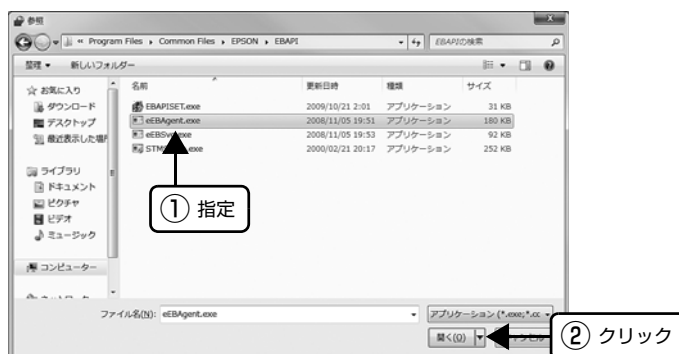 参照
« Program Files ▸ Common Files ▸ EPSON ▸ EBAPI
EBAPIの検索
整理 ▼ 新しいフォルダー
お気に入り
ダウンロード
デスクトップ
最近表示した場所
ライブラリ
ドキュメント
ピクチャ
ビデオ
ミュージック
コンピューター
名前 更新日時 種類 サイズ
EBAPISET.exe 2009/10/21 2:01 アプリケーション 31 KB
eEBAgent.exe 2008/11/05 19:51 アプリケーション 180 KB
2008/11/05 19:53 アプリケーション 92 KB
2000/02/21 20:17 アプリケーション 252 KB
① 指定
ファイル名(N): eEBAgent.exe
アプリケーション (*.exe;*.cc
開く(O)
② クリック